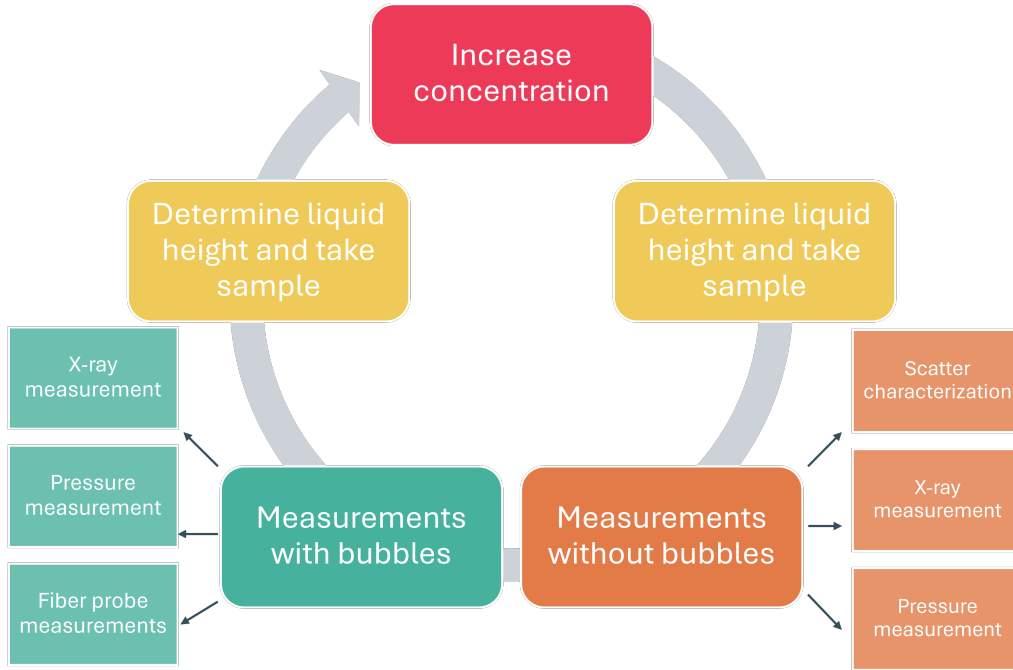 Increase
concentration
Determine liquid
height and take
sample
Determine liquid
height and take
sample
X-ray
measurement
Scatter
characterization
Pressure
measurement
Measurements
with bubbles
Measurements
without bubbles
X-ray
measurement
Fiber probe
measurements
Pressure
measurement